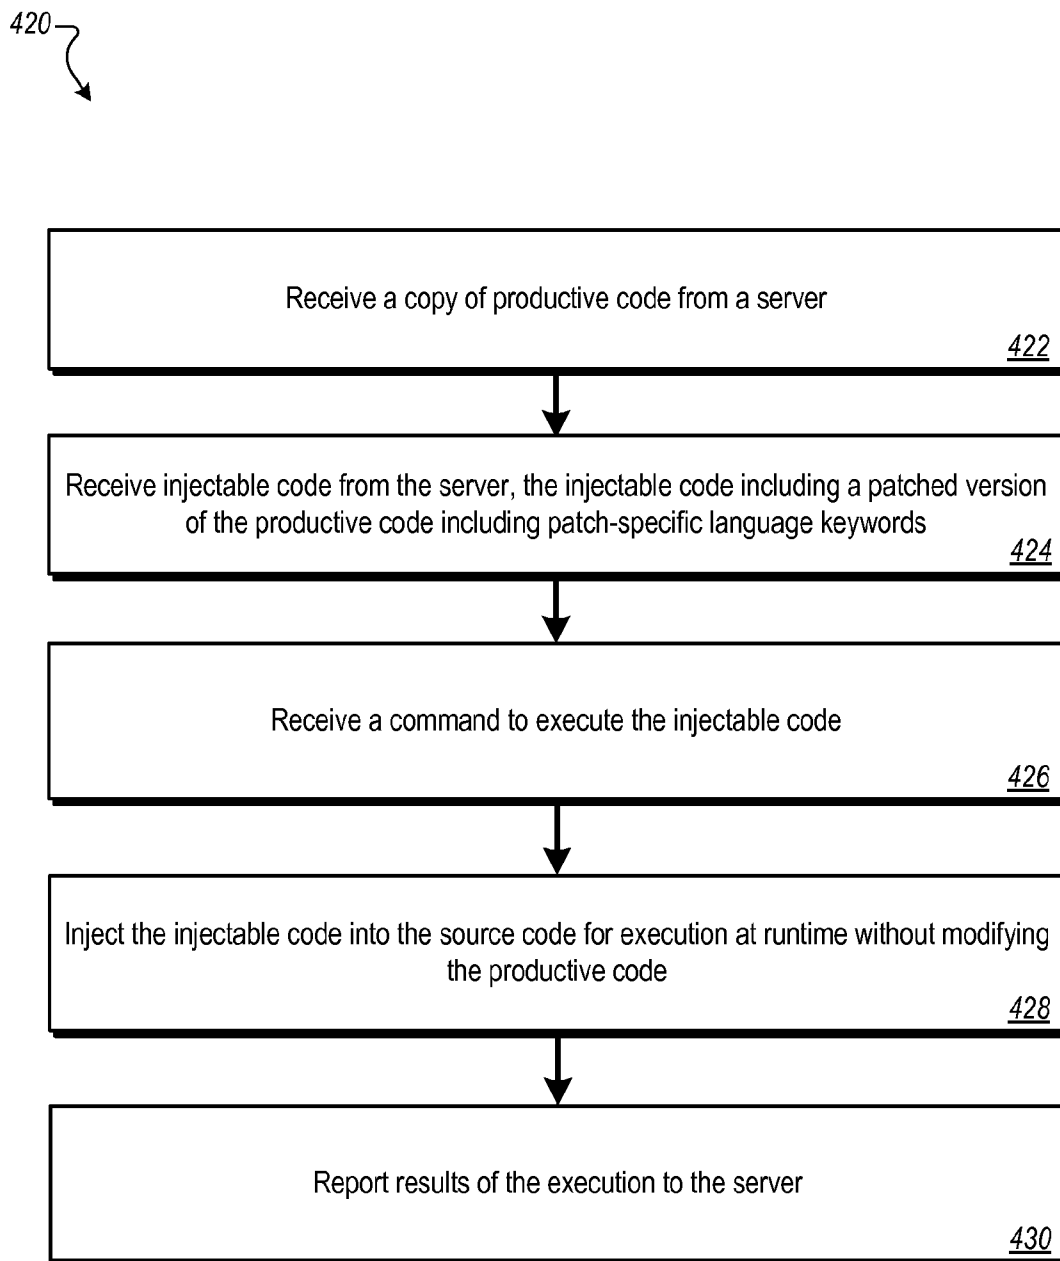 420
Receive a copy of productive code from a server
422
Receive injectable code from the server, the injectable code including a patched version
of the productive code including patch-specific language keywords
424
Receive a command to execute the injectable code
426
Inject the injectable code into the source code for execution at runtime without modifying
the productive code
428
Report results of the execution to the server
430